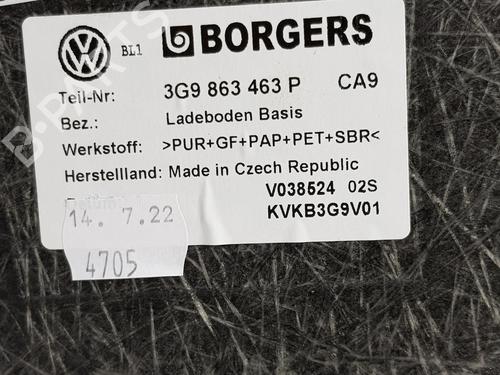 BL1 BORGERS
Teil-Nr: 3G9 863 463 P CA9
Bez.: Ladeboden Basis
Werkstoff: >PUR+GF+PAP+PET+SBR<
Herstellland: Made in Czech Republic
V038524 02S
KVKB3G9V01
14. 7.22
4705
B-PARTS